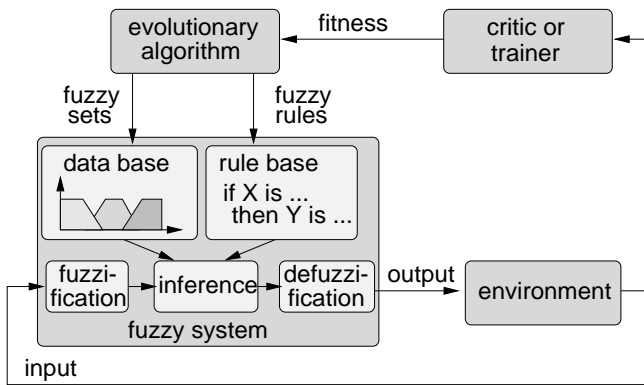 evolutionary
algorithm
fitness
critic or
trainer
fuzzy
sets
fuzzy
rules
data base
rule base
if X is ...
then Y is ...
fuzzi-
fication
inference
defuzzi-
fication
output
environment
fuzzy system
input